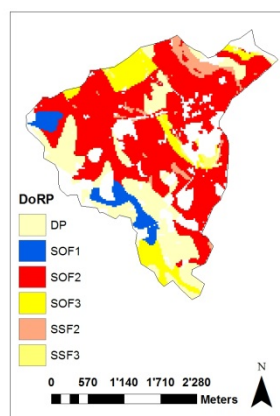 DoRP
DP
SOF1
SOF2
SOF3
SSF2
SSF3
N
0 570 1'140 1'710 2'280
Meters